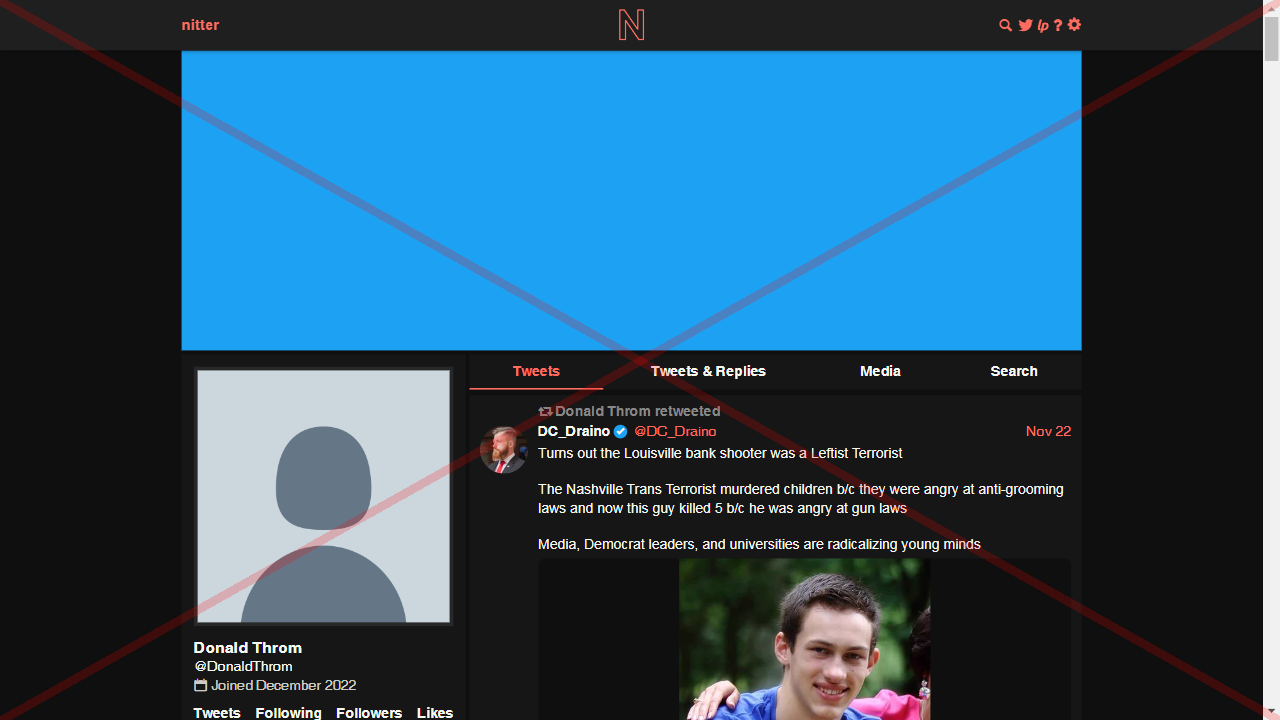 nitter
N
lp ?
Tweets
Tweets & Replies
Media
Search
Donald Throm retweeted
DC_Draino @DC_Draino Nov 22
Turns out the Louisville bank shooter was a Leftist Terrorist
The Nashville Trans Terrorist murdered children b/c they were angry at anti-grooming
laws and now this guy killed 5 b/c he was angry at gun laws
Media, Democrat leaders, and universities are radicalizing young minds
Donald Throm
@DonaldThrom
Joined December 2022
Tweets Following Followers Likes